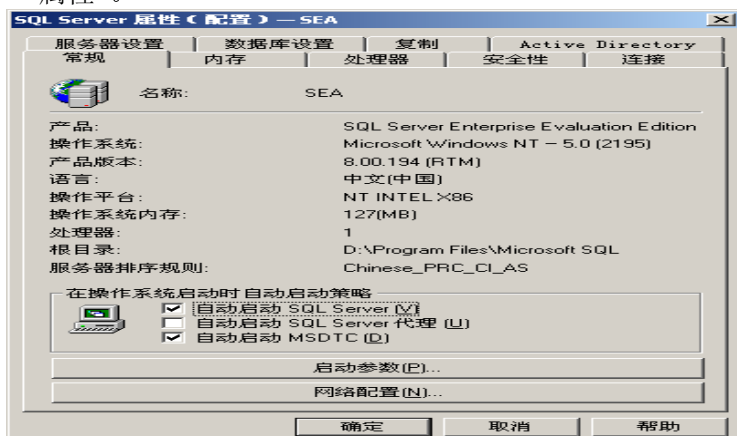 属性”。
SQL Server 属性(配置) — SEA
服务器设置 数据库设置 复制 Active Directory
常规 内存 处理器 安全性 连接
名称: SEA
产品: SQL Server Enterprise Evaluation Edition
操作系统: Microsoft Windows NT – 5.0 (2195)
产品版本: 8.00.194 (RTM)
语言: 中文(中国)
操作平台: NT INTEL X86
操作系统内存: 127(MB)
处理器: 1
根目录: D:\Program Files\Microsoft SQL
服务器排序规则: Chinese_PRC_CI_AS
在操作系统启动时自动启动策略
自动启动 SQL Server (V)
自动启动 SQL Server 代理 (U)
自动启动 MSDTC (D)
启动参数(P)...
网络配置(N)...
确定 取消 帮助